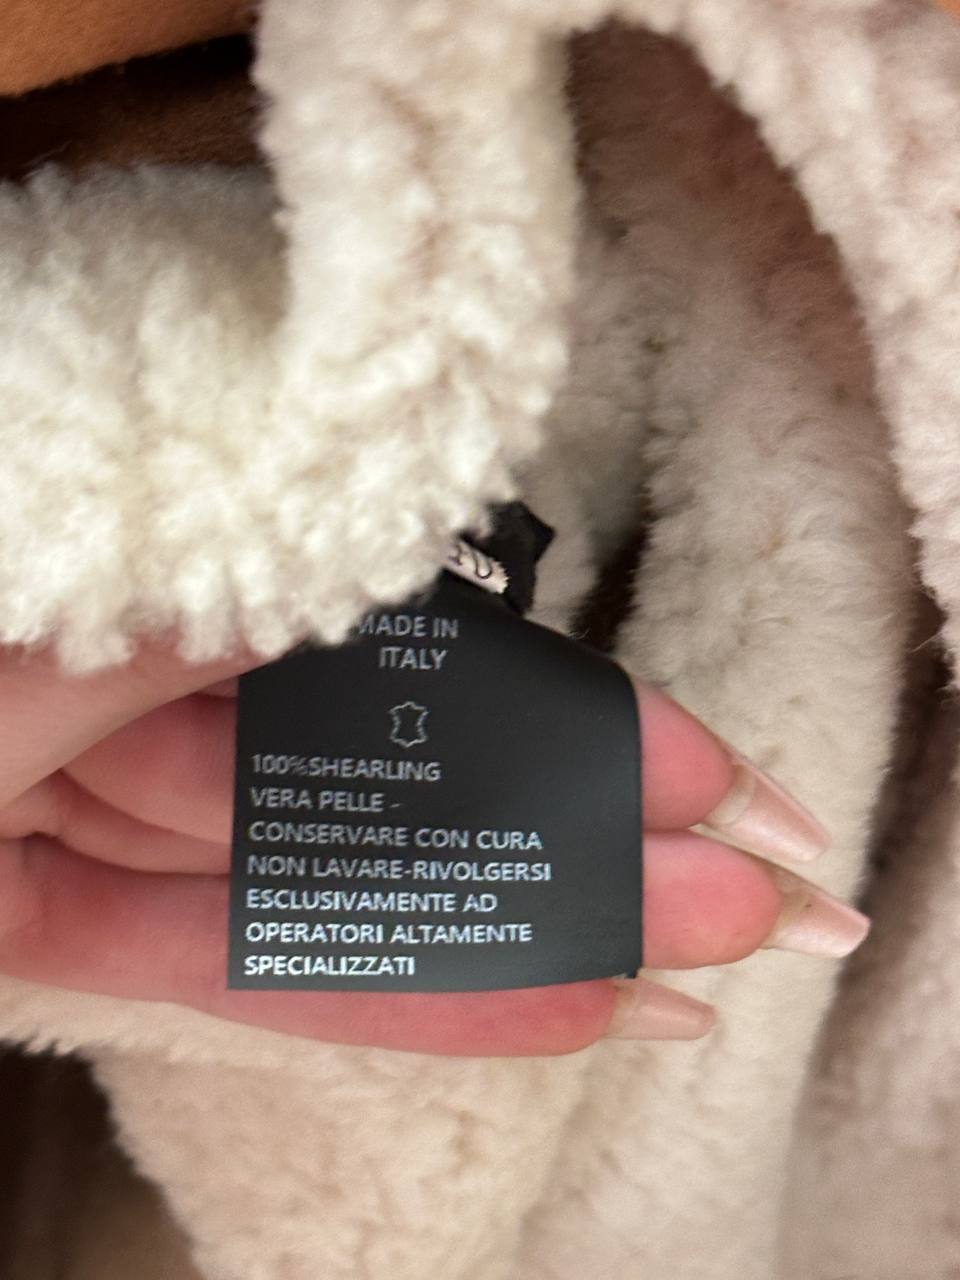 MADE IN
ITALY
100%SHEARLING
VERA PELLE -
CONSERVARE CON CURA
NON LAVARE-RIVOLGERSI
ESCLUSIVAMENTE AD
OPERATORI ALTAMENTE
SPECIALIZZATI